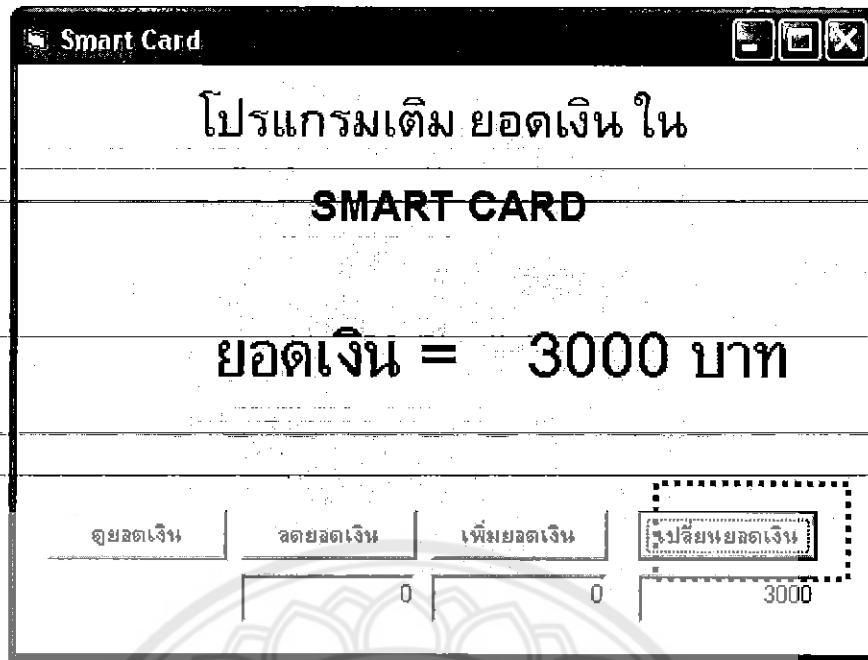 Smart Card
โปรแกรมเติม ยอดเงิน ใน
SMART CARD
ยอดเงิน = 3000 บาท
ดูยอดเงิน ลดยอดเงิน เพิ่มยอดเงิน เปลี่ยนยอดเงิน
0 0 3000